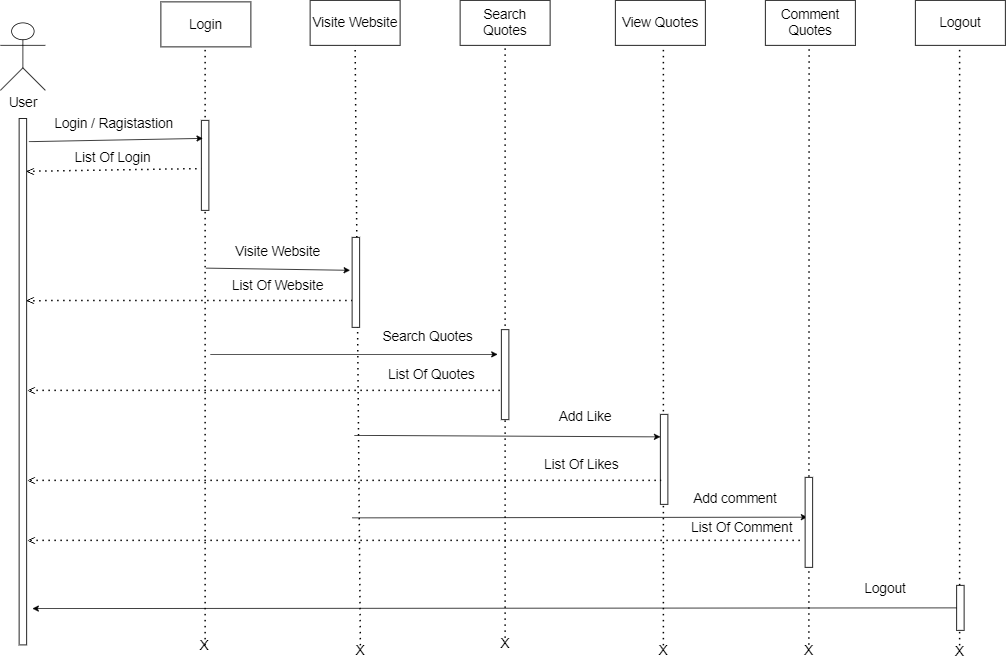 Login
Visite Website
Search
Quotes
View Quotes
Comment
Quotes
Logout
User
Login / Ragistastion
List Of Login
Visite Website
List Of Website
Search Quotes
List Of Quotes
Add Like
List Of Likes
Add comment
List Of Comment
Logout
X
X
X
X
X
X